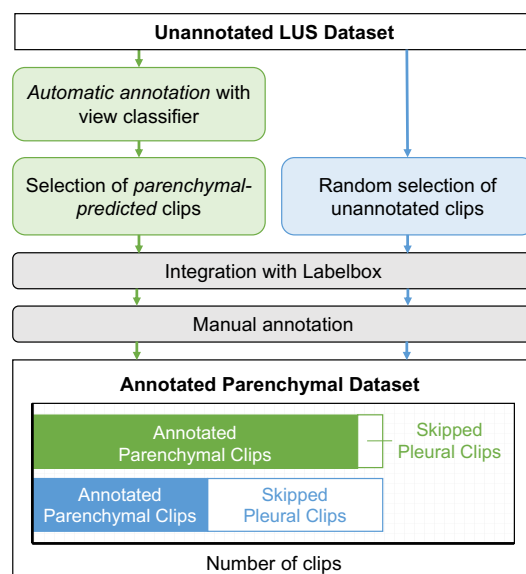 Unannotated LUS Dataset
Automatic annotation with
view classifier
Selection of parenchymal-
predicted clips
Random selection of
unannotated clips
Integration with Labelbox
Manual annotation
Annotated Parenchymal Dataset
Annotated
Parenchymal Clips
Skipped
Pleural Clips
Annotated
Parenchymal Clips
Skipped
Pleural Clips
Number of clips